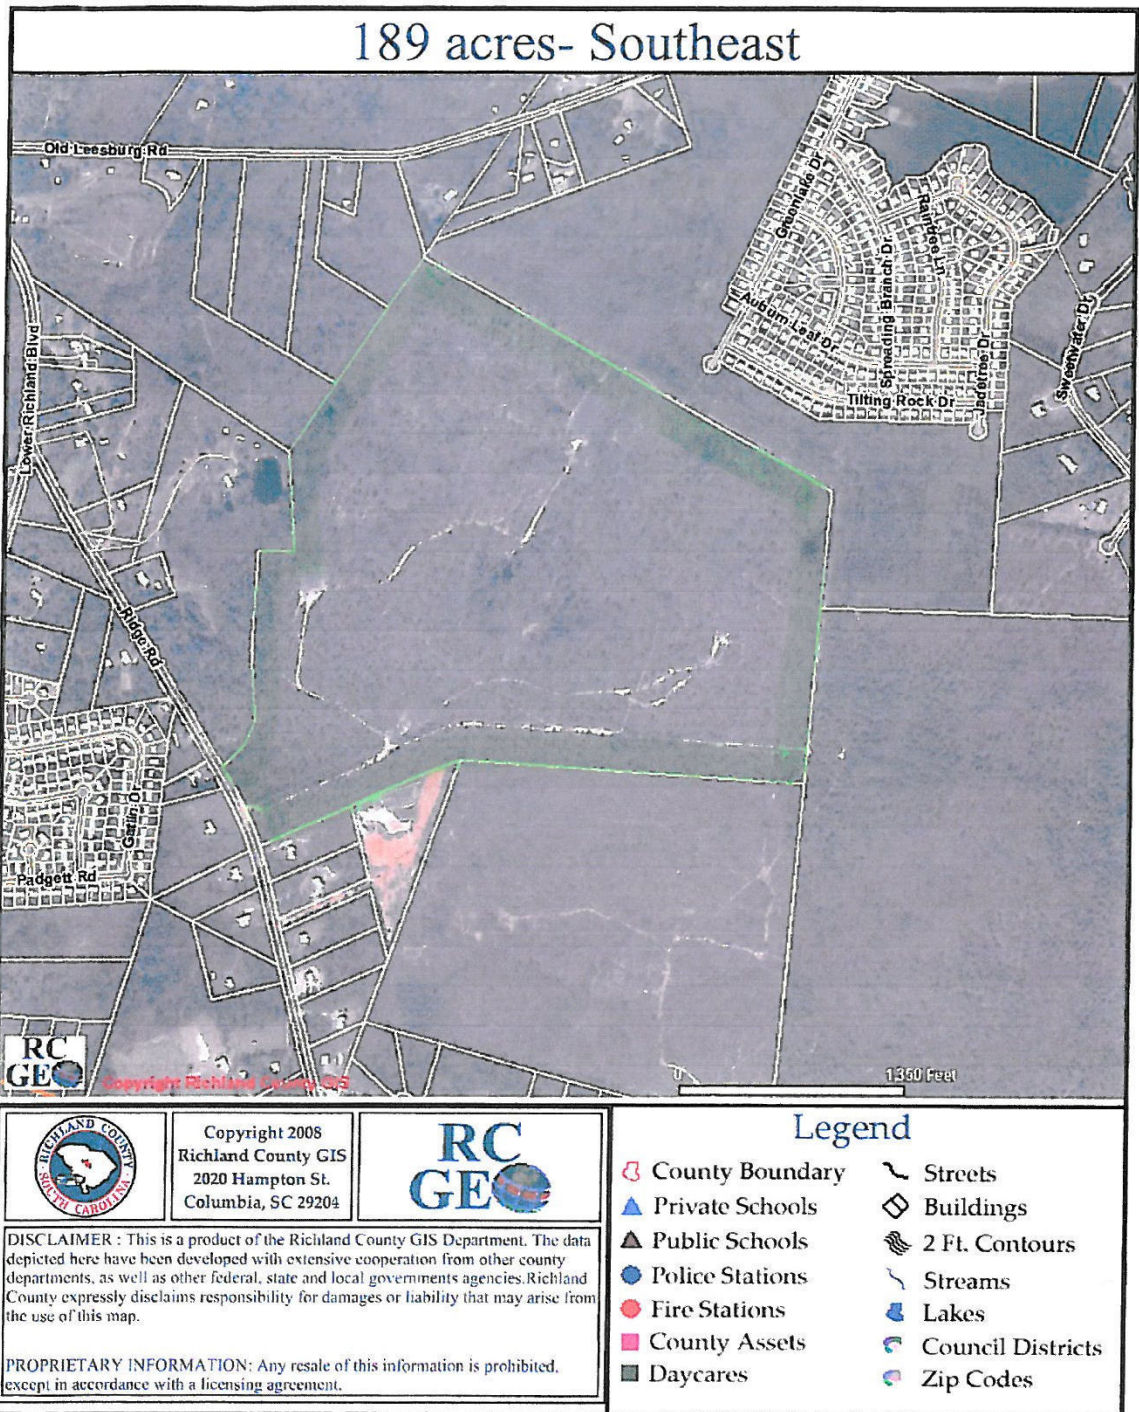 189 acres- Southeast
Old Leesburg Rd
Greenlake Dr
Raintree Ln
Spreading Branch Dr
Auburn Leaf Dr
Tilting Rock Dr
Jadetree Dr
Sweetwater Dr
Lower Richland Blvd
Ridge Rd
Gatlin Dr
Padgett Rd
RC
GE
Copyright Richland County GIS
0
1350 Feet
RICHLAND COUNTY
SOUTH CAROLINA
Copyright 2008
Richland County GIS
2020 Hampton St.
Columbia, SC 29204
RC
GE
DISCLAIMER : This is a product of the Richland County GIS Department. The data
depicted here have been developed with extensive cooperation from other county
departments, as well as other federal, state and local governments agencies.Richland
County expressly disclaims responsibility for damages or liability that may arise from
the use of this map.
PROPRIETARY INFORMATION: Any resale of this information is prohibited,
except in accordance with a licensing agreement.
Legend
County Boundary
Private Schools
Public Schools
Police Stations
Fire Stations
County Assets
Daycares
Streets
Buildings
2 Ft. Contours
Streams
Lakes
Council Districts
Zip Codes